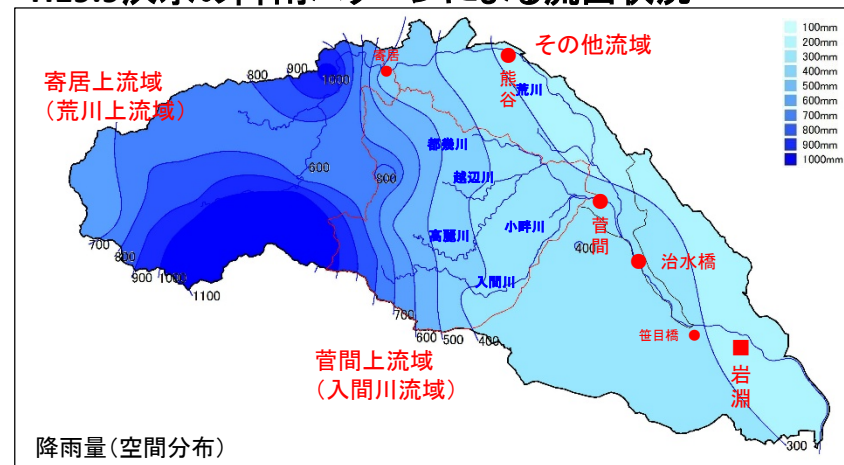 その他流域
寄居上流域
(荒川上流域)
寄居
熊谷
荒川
800
900
1000
都幾川
越辺川
600
800
小畔川
菅間
高麗川
400
治水橋
入間川
700
800
900
1000
1100
700
600
500
400
笹目橋
岩淵
菅間上流域
(入間川流域)
300
降雨量(空間分布)
100mm
200mm
300mm
400mm
500mm
600mm
700mm
800mm
900mm
1000mm